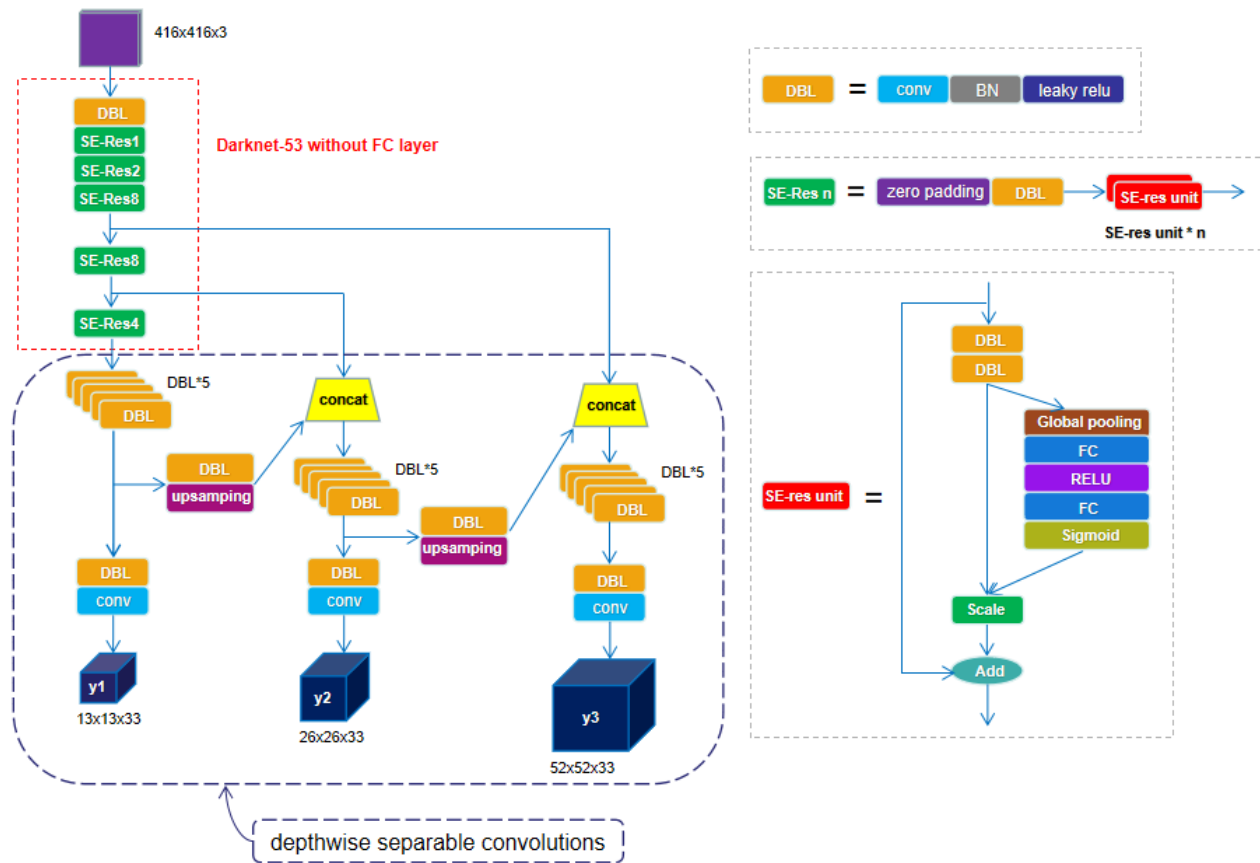 416x416x3
DBL
SE-Res1
SE-Res2
SE-Res8
Darknet-53 without FC layer
SE-Res8
SE-Res4
DBL*5
DBL
concat
concat
DBL
upsamping
DBL*5
DBL
DBL
upsamping
DBL*5
DBL
DBL
conv
DBL
conv
DBL
conv
y1
13x13x33
y2
26x26x33
y3
52x52x33
depthwise separable convolutions
DBL = conv BN leaky relu
SE-Res n = zero padding DBL SE-res unit
SE-res unit * n
SE-res unit =
DBL
DBL
Global pooling
FC
RELU
FC
Sigmoid
Scale
Add